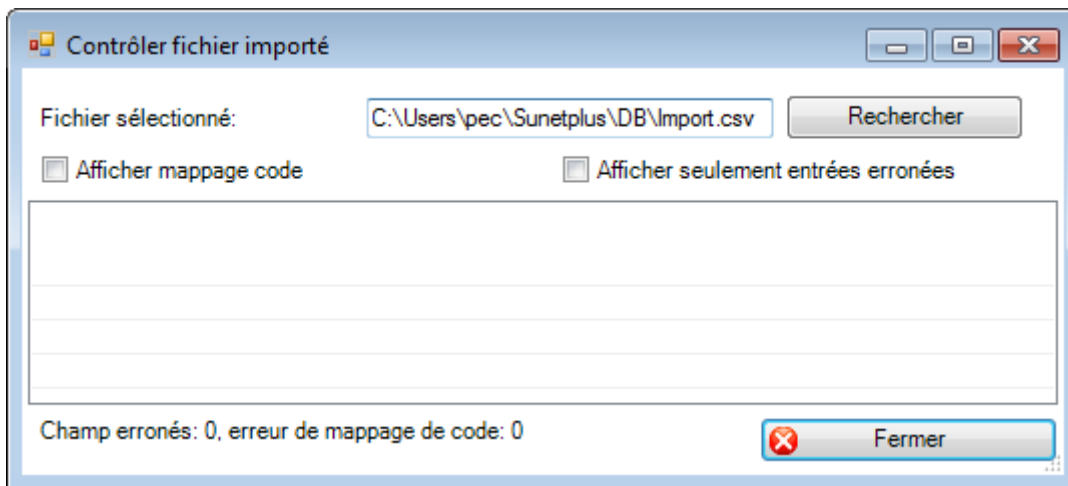 Contrôler fichier importé
Fichier sélectionné: C:\Users\pec\Sunetplus\DB\Import.csv Rechercher
Afficher mappage code Afficher seulement entrées erronées
Champ erronés: 0, erreur de mappage de code: 0 Fermer